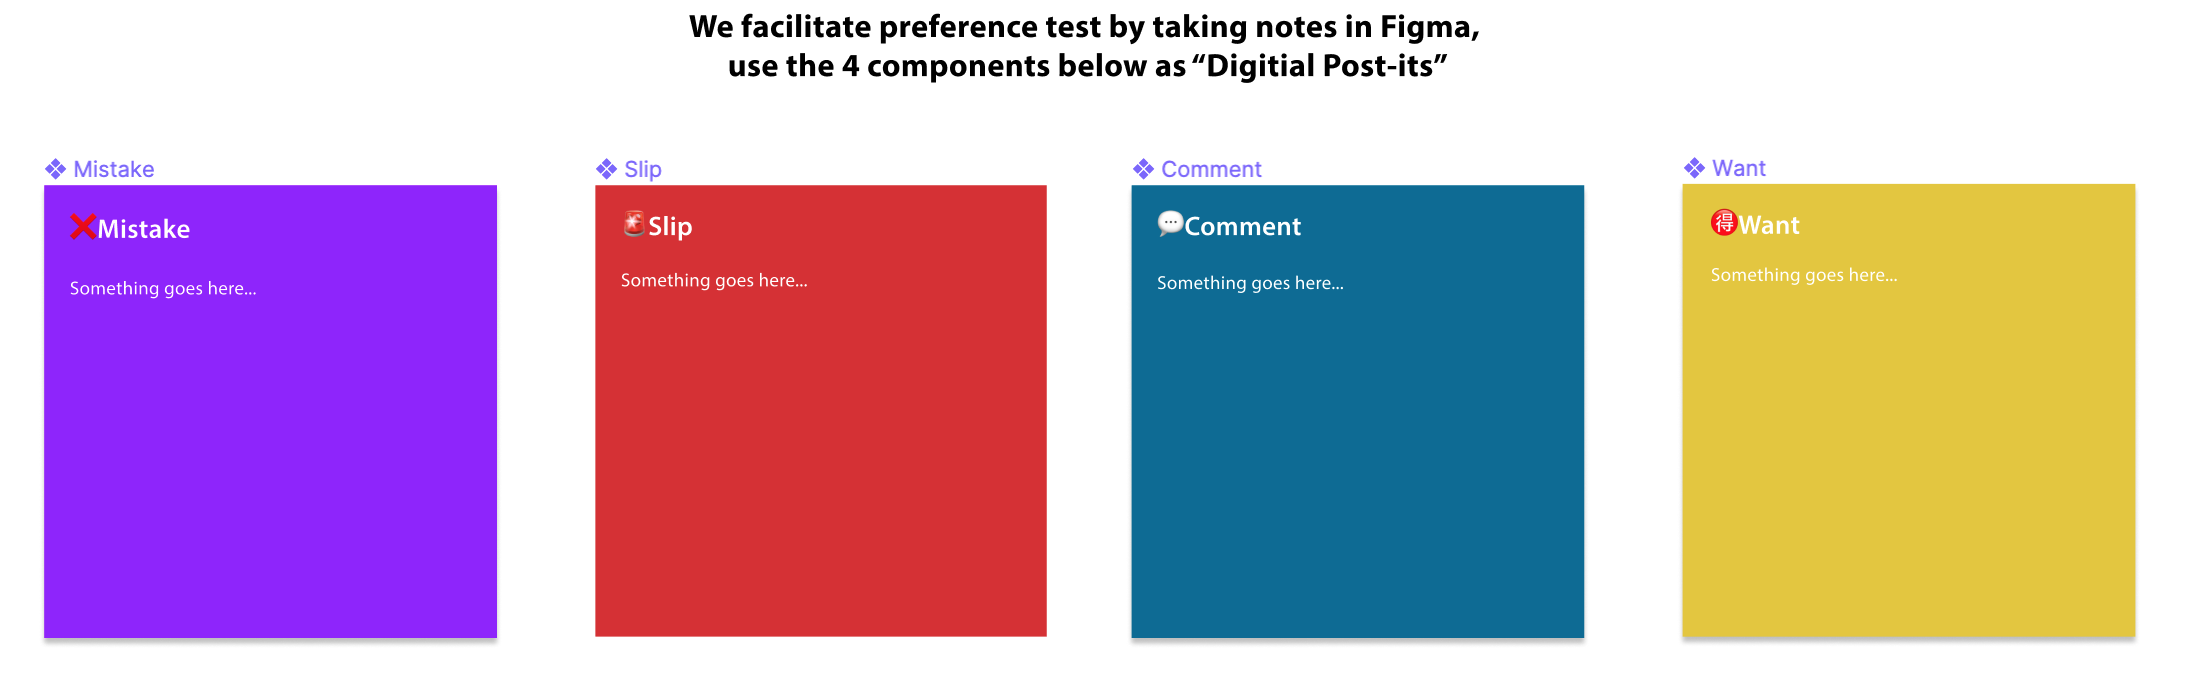 We facilitate preference test by taking notes in Figma,
use the 4 components below as “Digitial Post-its”
Mistake
Slip
Comment
Want
❌Mistake
Something goes here...
🚨Slip
Something goes here...
💬Comment
Something goes here...
🉐Want
Something goes here...